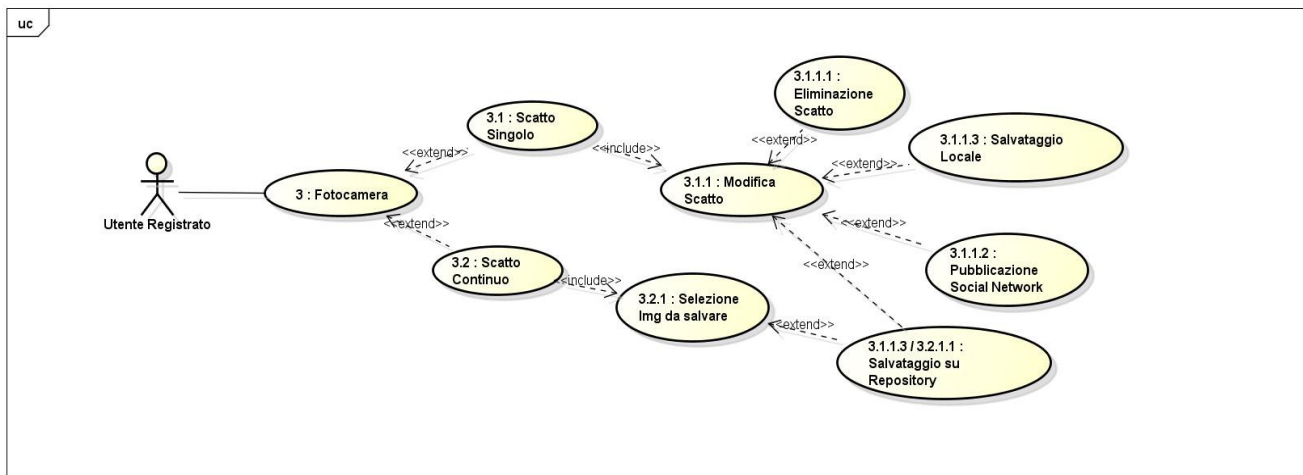 uc
3.1.1.1 :
Eliminazione
Scatto
3.1 : Scatto
Singolo
<<extend>>
<<include>>
<<extend>>
3.1.1.3 : Salvataggio
Locale
<<extend>>
3 : Fotocamera
3.1.1 : Modifica
Scatto
Utente Registrato
<<extend>>
<<extend>>
3.2 : Scatto
Continuo
<<include>>
<<extend>>
3.1.1.2 :
Pubblicazione
Social Network
3.2.1 : Selezione
Img da salvare
<<extend>>
3.1.1.3 / 3.2.1.1 :
Salvataggio su
Repository